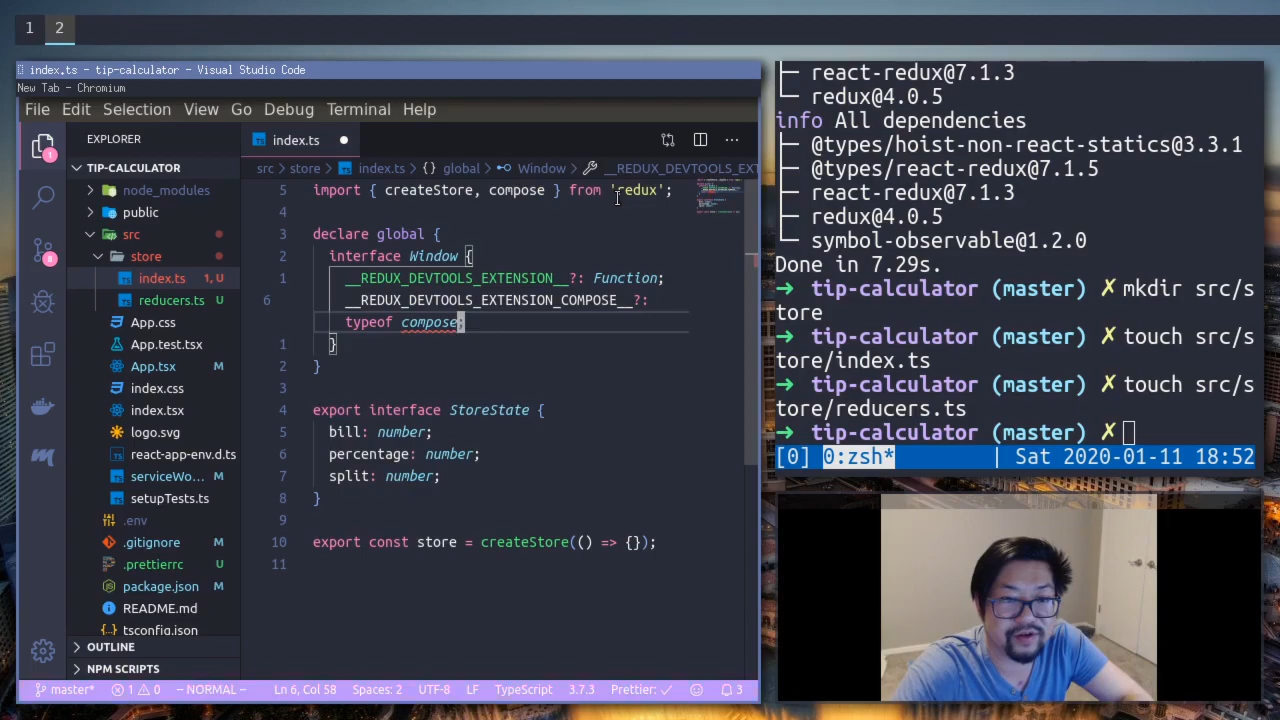 1 2
index.ts - tip-calculator - Visual Studio Code
New Tab - Chromium
File Edit Selection View Go Debug Terminal Help
EXPLORER
index.ts
TIP-CALCULATOR
node_modules
public
src
store
index.ts 1, U
reducers.ts U
App.css
App.test.tsx
App.tsx M
index.css
index.tsx
logo.svg
react-app-env.d.ts
serviceWo... M
setupTests.ts
.env
.gitignore M
.prettierrc U
package.json M
README.md
tsconfig.json
OUTLINE
NPM SCRIPTS
1
8
src > store > index.ts > {} global > Window > __REDUX_DEVTOOLS_EXT
5 import { createStore, compose } from 'redux';
4
3 declare global {
2 interface Window {
1 __REDUX_DEVTOOLS_EXTENSION__?: Function;
6 __REDUX_DEVTOOLS_EXTENSION_COMPOSE__?:
typeof compose;
1 }
2 }
3
4 export interface StoreState {
5 bill: number;
6 percentage: number;
7 split: number;
8 }
9
10 export const store = createStore(() => {});
11
master* 1 0 -- NORMAL -- Ln 6, Col 58 Spaces: 2 UTF-8 LF TypeScript 3.7.3 Prettier: ✓ 3
├─ react-redux@7.1.3
└─ redux@4.0.5
info All dependencies
├─ @types/hoist-non-react-statics@3.3.1
├─ @types/react-redux@7.1.5
├─ react-redux@7.1.3
├─ redux@4.0.5
└─ symbol-observable@1.2.0
Done in 7.29s.
➜ tip-calculator (master) ✗ mkdir src/s
tore
➜ tip-calculator (master) ✗ touch src/s
tore/index.ts
➜ tip-calculator (master) ✗ touch src/s
tore/reducers.ts
➜ tip-calculator (master) ✗
[0] 0:zsh* | Sat 2020-01-11 18:52